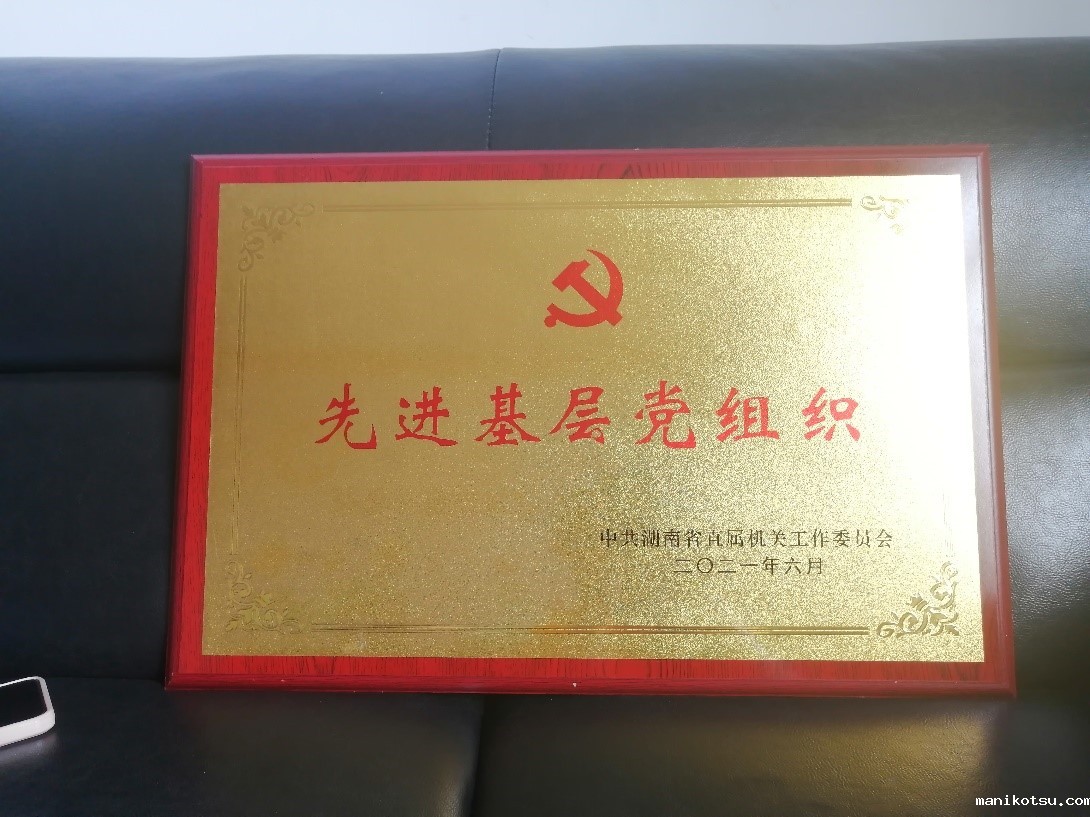 先进基层党组织
中共湖南省直属机关工作委员会
二〇二一年六月
manikotsu.com